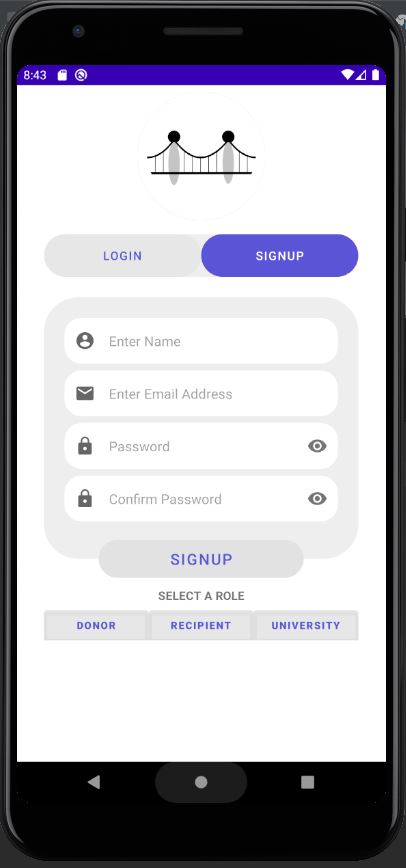 8:43
LOGIN SIGNUP
Enter Name
Enter Email Address
Password
Confirm Password
SIGNUP
SELECT A ROLE
DONOR RECIPIENT UNIVERSITY